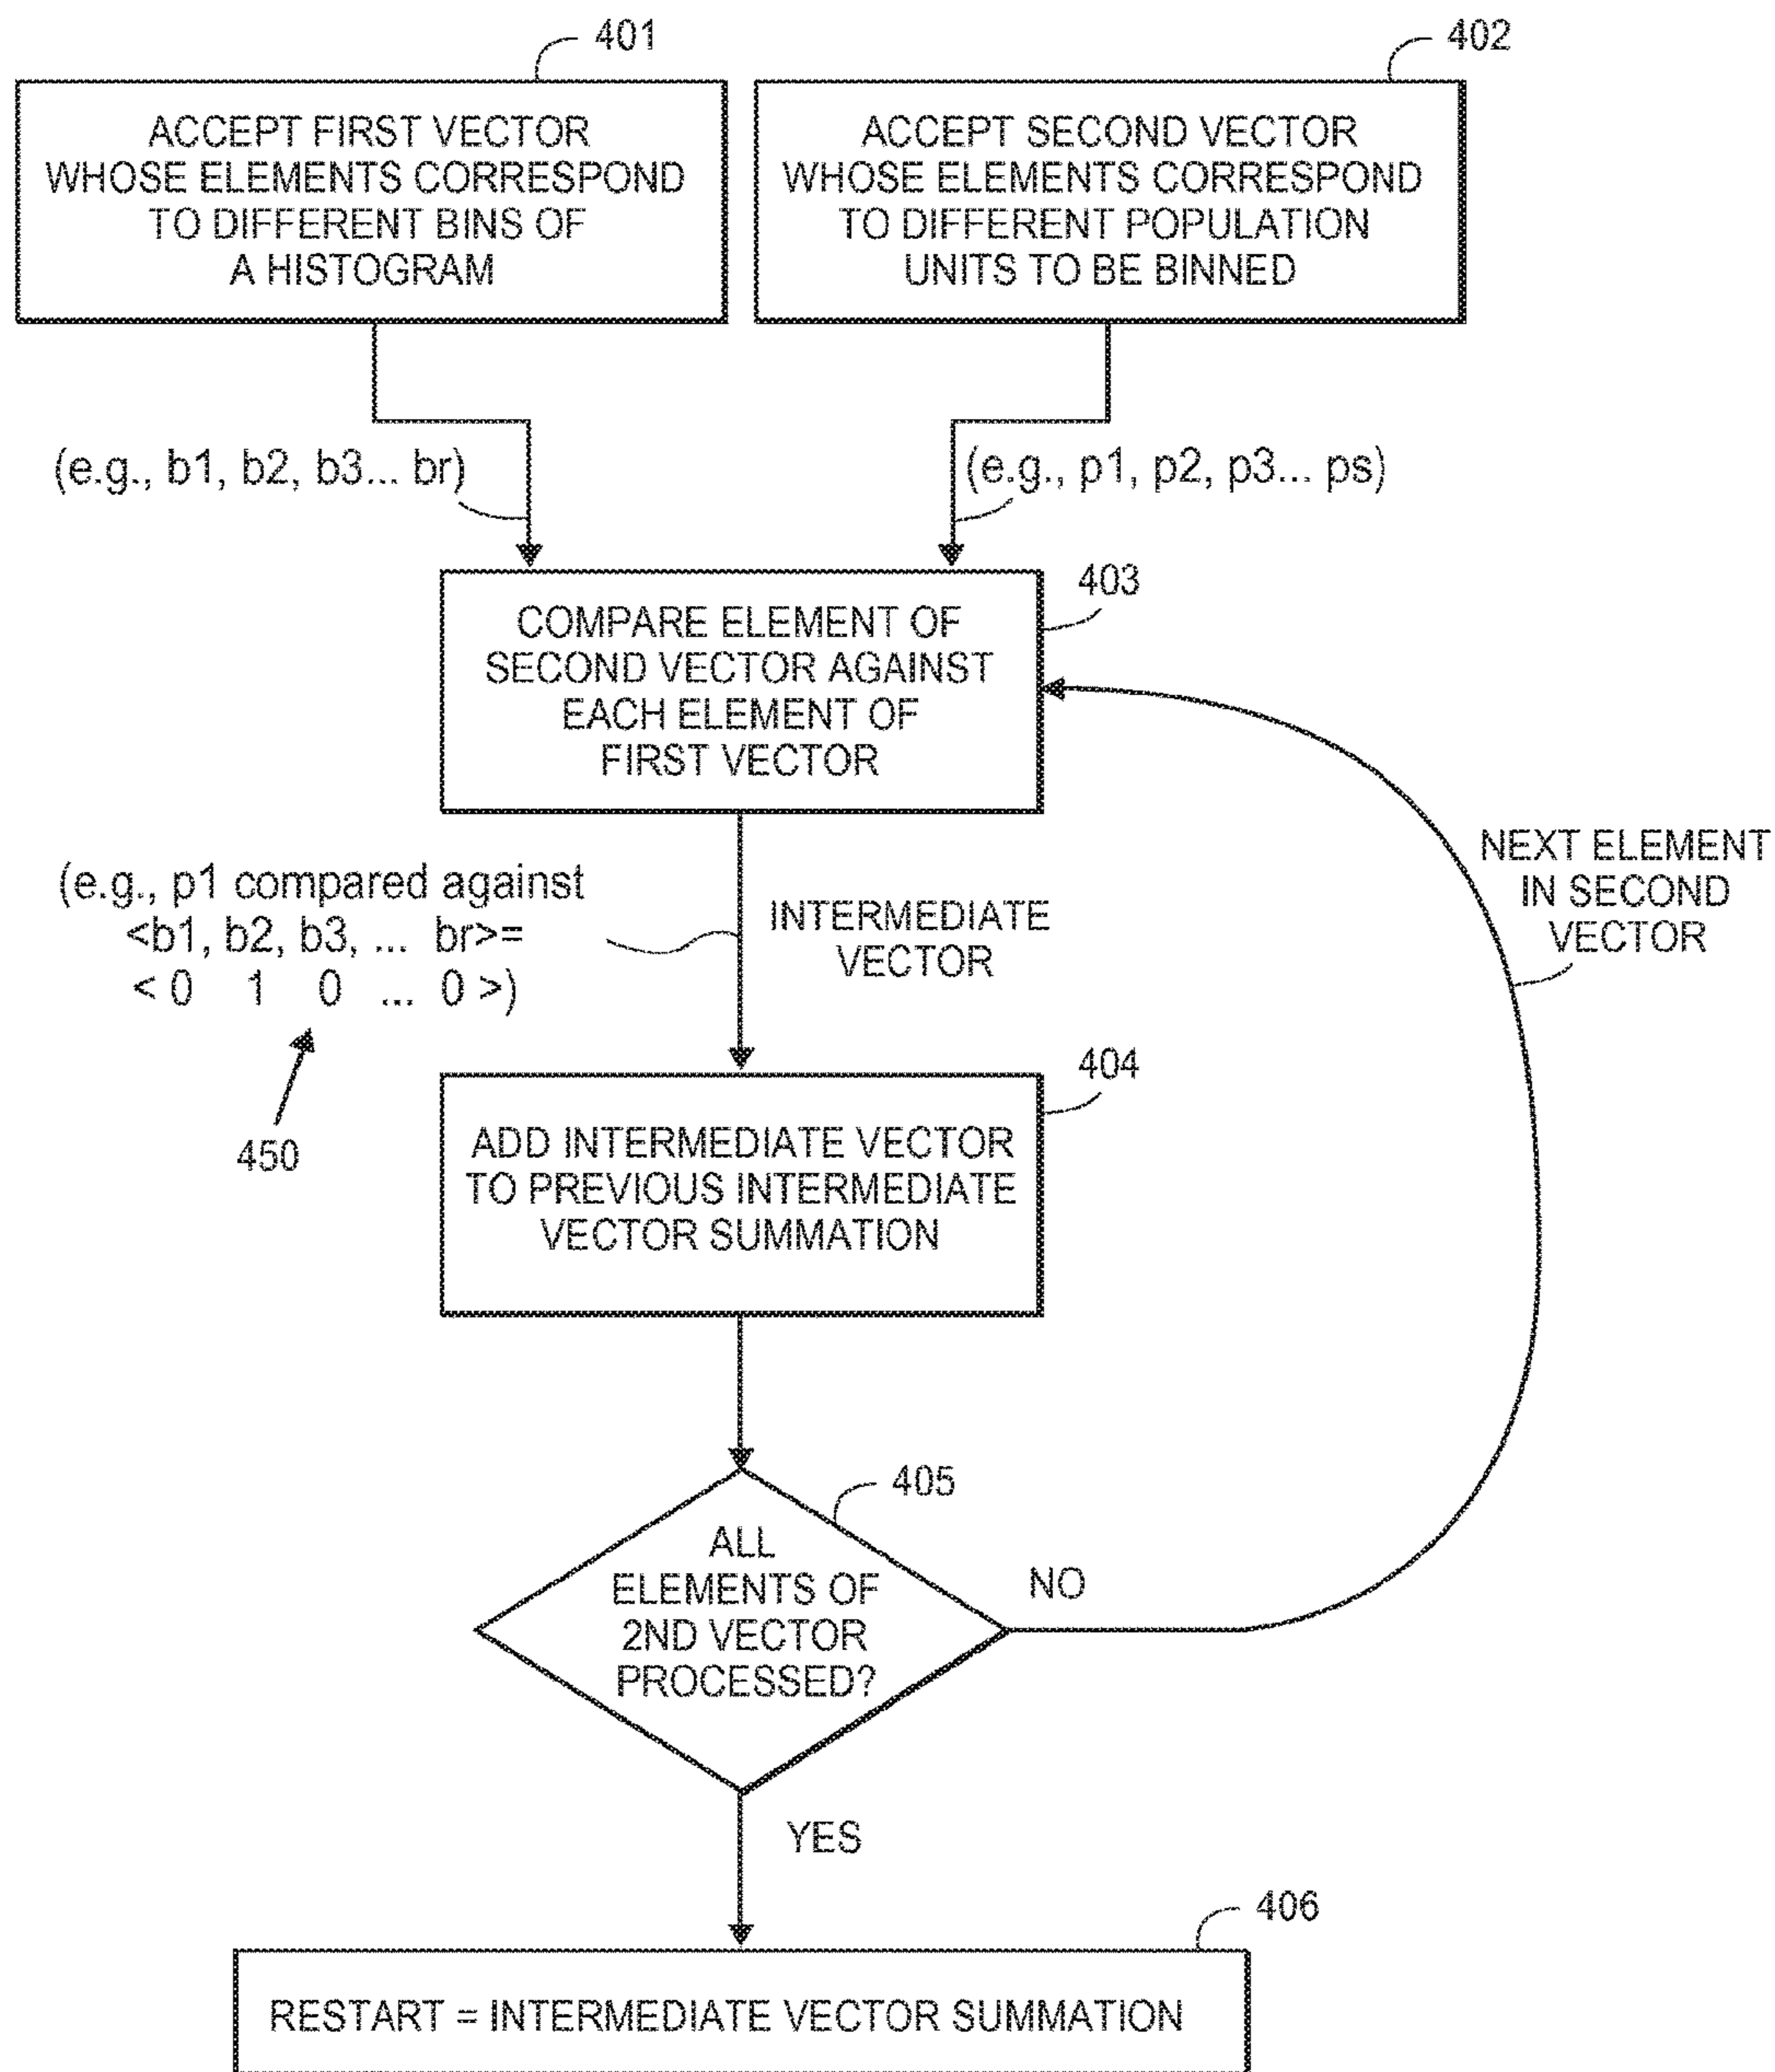 401
ACCEPT FIRST VECTOR
WHOSE ELEMENTS CORRESPOND
TO DIFFERENT BINS OF
A HISTOGRAM
402
ACCEPT SECOND VECTOR
WHOSE ELEMENTS CORRESPOND
TO DIFFERENT POPULATION
UNITS TO BE BINNED
(e.g., b1, b2, b3... br)
(e.g., p1, p2, p3... ps)
403
COMPARE ELEMENT OF
SECOND VECTOR AGAINST
EACH ELEMENT OF
FIRST VECTOR
(e.g., p1 compared against
<b1, b2, b3, ... br>=
< 0 1 0 ... 0 >)
450
INTERMEDIATE
VECTOR
NEXT ELEMENT
IN SECOND
VECTOR
404
ADD INTERMEDIATE VECTOR
TO PREVIOUS INTERMEDIATE
VECTOR SUMMATION
405
ALL
ELEMENTS OF
2ND VECTOR
PROCESSED?
NO
YES
406
RESTART = INTERMEDIATE VECTOR SUMMATION